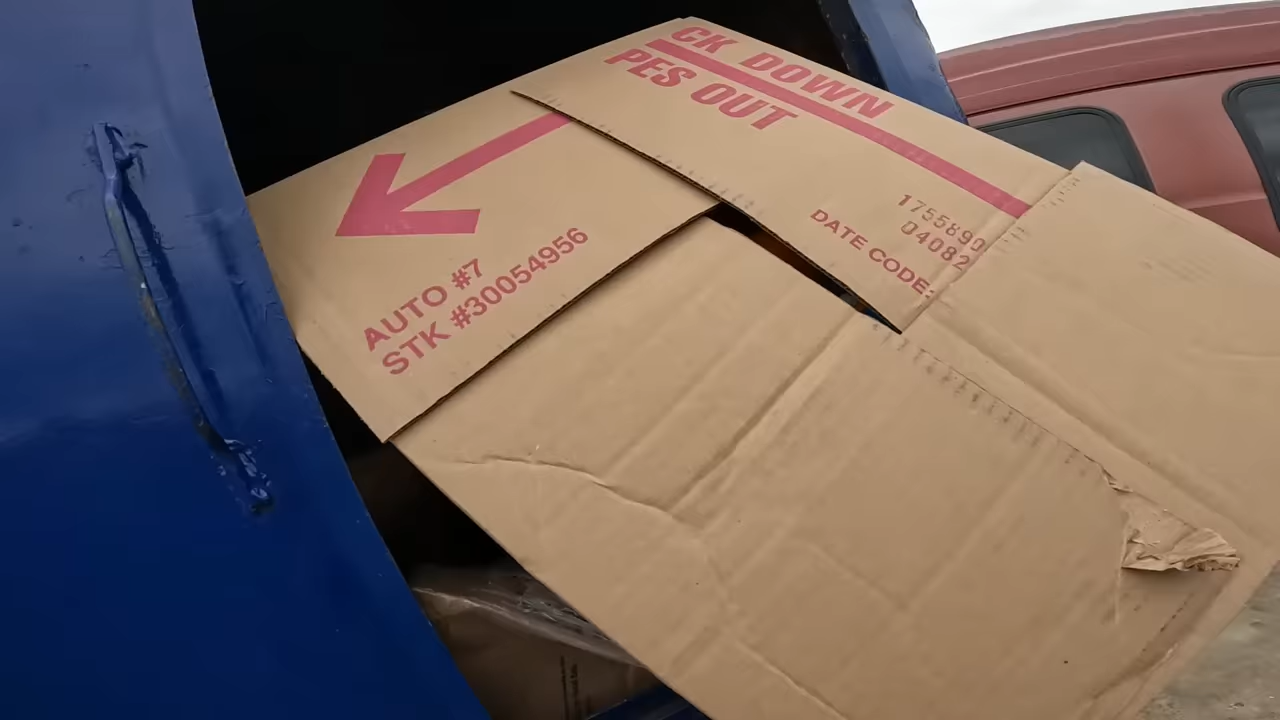 CK DOWN
PES OUT
AUTO #7
STK #30054956
1755890
04082
DATE CODE: